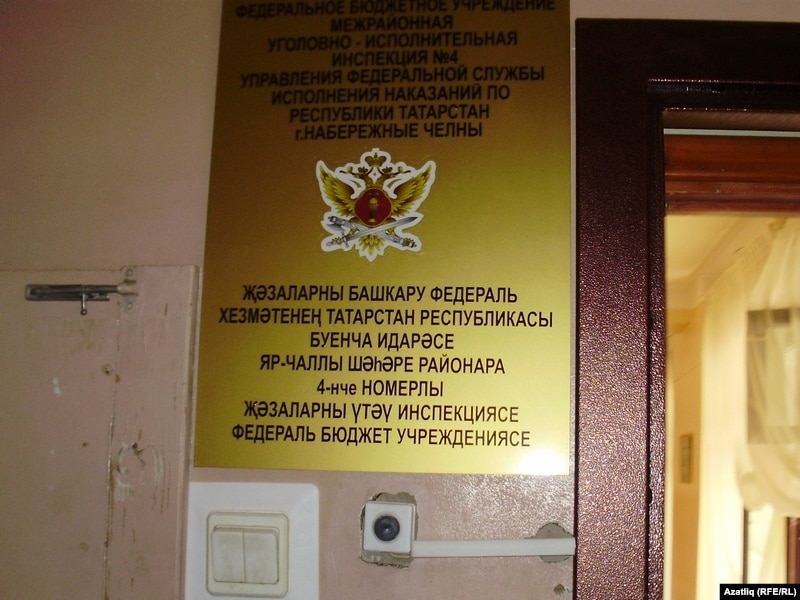 ФЕДЕРАЛЬНОЕ БЮДЖЕТНОЕ УЧРЕЖДЕНИЕ
МЕЖРАЙОННАЯ
УГОЛОВНО - ИСПОЛНИТЕЛЬНАЯ
ИНСПЕКЦИЯ №4
УПРАВЛЕНИЯ ФЕДЕРАЛЬНОЙ СЛУЖБЫ
ИСПОЛНЕНИЯ НАКАЗАНИЙ ПО
РЕСПУБЛИКИ ТАТАРСТАН
г.НАБЕРЕЖНЫЕ ЧЕЛНЫ
ҖӘЗАЛАРНЫ БАШКАРУ ФЕДЕРАЛЬ
ХЕЗМӘТЕНЕҢ ТАТАРСТАН РЕСПУБЛИКАСЫ
БУЕНЧА ИДАРӘСЕ
ЯР-ЧАЛЛЫ ШӘҺӘРЕ РАЙОНАРА
4-нче НОМЕРЛЫ
ҖӘЗАЛАРНЫ ҮТӘҮ ИНСПЕКЦИЯСЕ
ФЕДЕРАЛЬ БЮДЖЕТ УЧРЕЖДЕНИЯСЕ
Azatliq (RFE/RL)